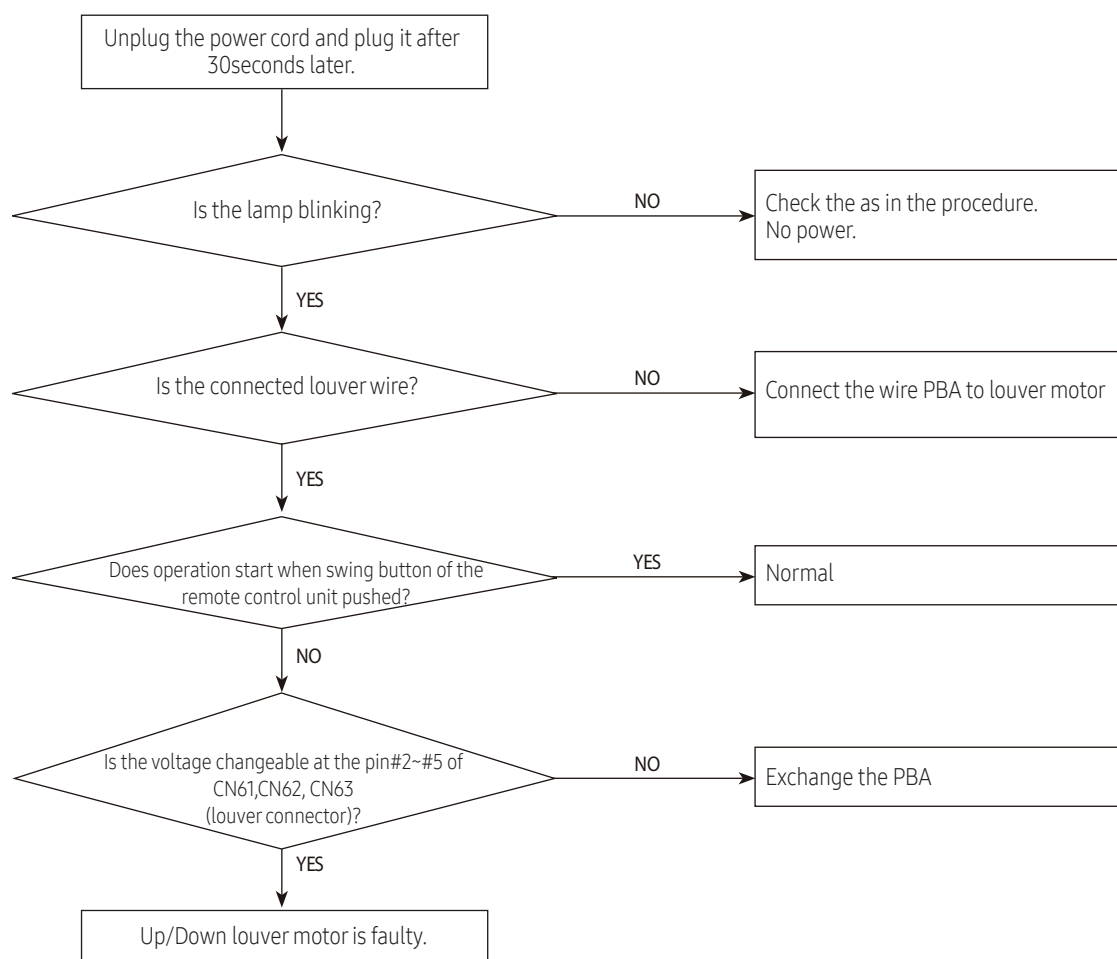 Unplug the power cord and plug it after
30seconds later.
Is the lamp blinking?
NO
Check the as in the procedure.
No power.
YES
Is the connected louver wire?
NO
Connect the wire PBA to louver motor
YES
Does operation start when swing button of the
remote control unit pushed?
YES
Normal
NO
Is the voltage changeable at the pin#2~#5 of
CN61,CN62, CN63
(louver connector)?
NO
Exchange the PBA
YES
Up/Down louver motor is faulty.